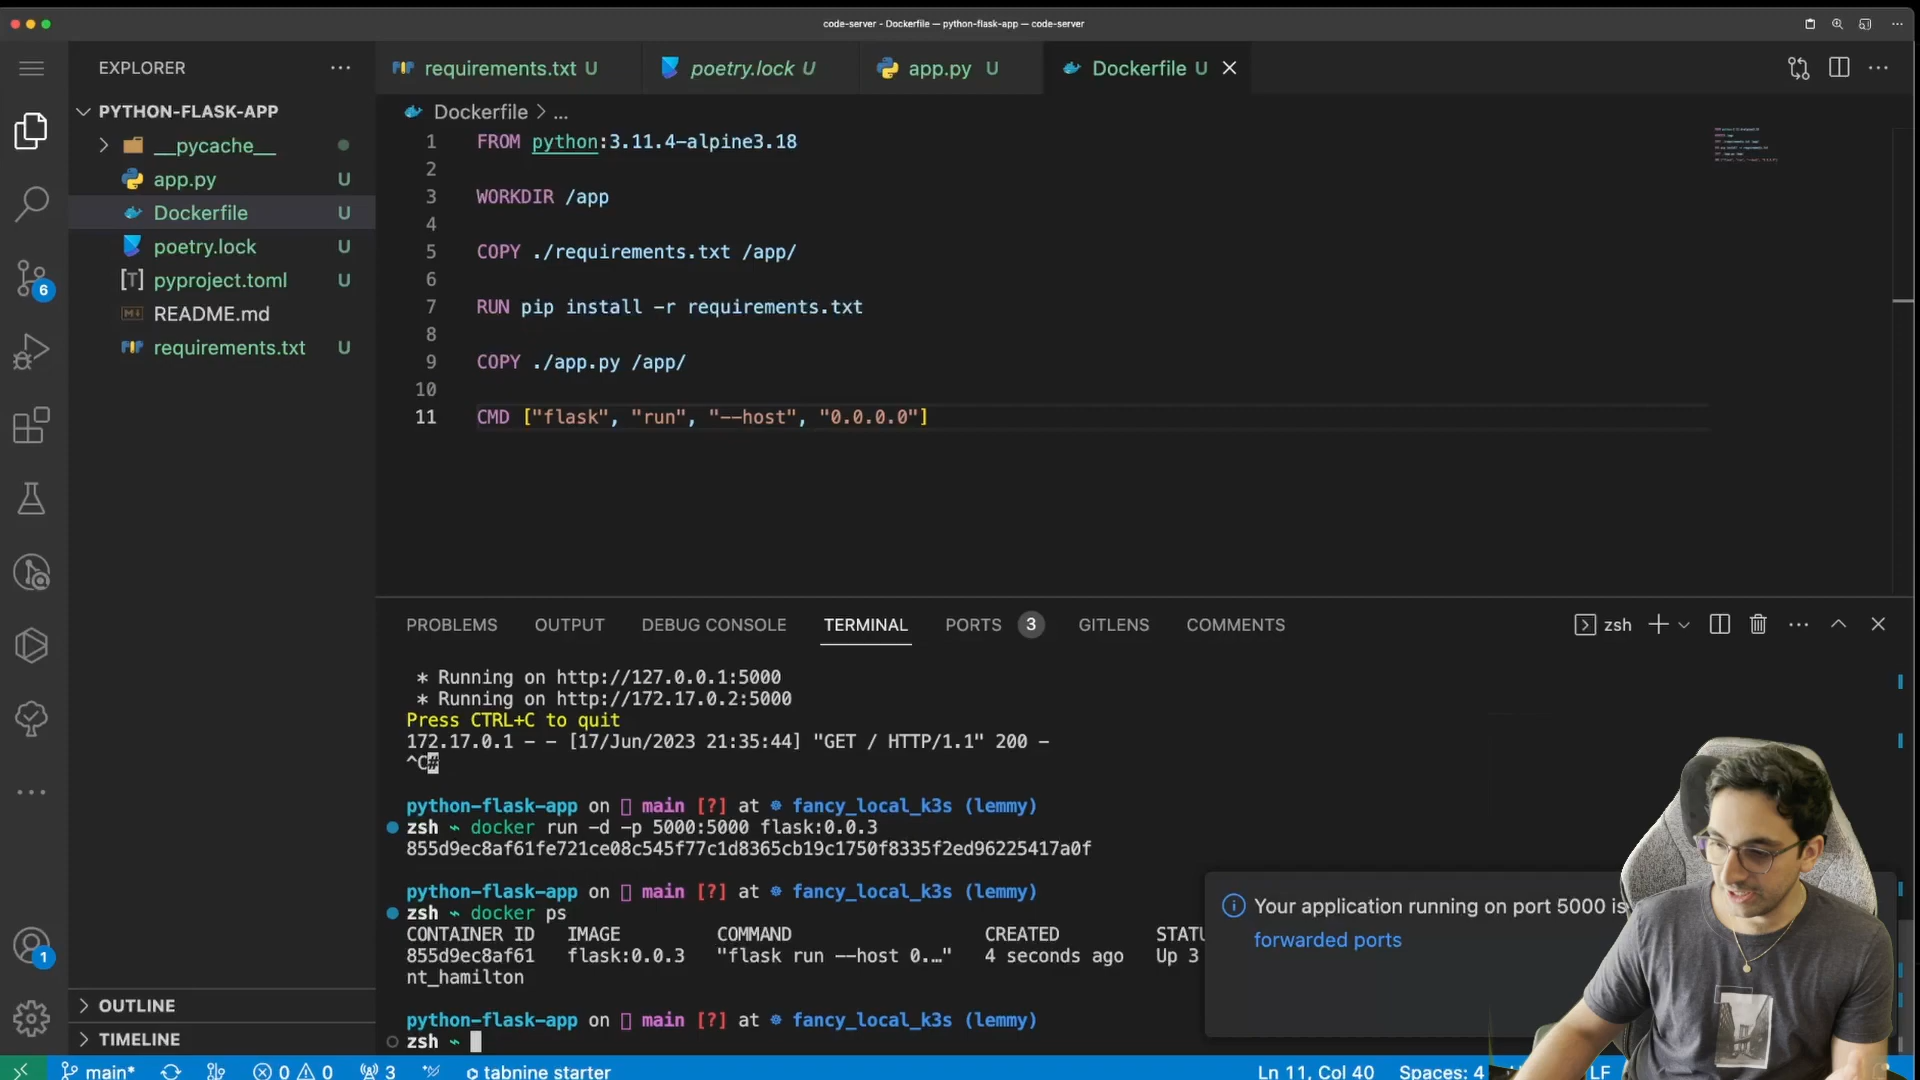 code-server - Dockerfile — python-flask-app — code-server
EXPLORER
PYTHON-FLASK-APP
__pycache__
app.py U
Dockerfile U
poetry.lock U
pyproject.toml U
README.md
requirements.txt U
OUTLINE
TIMELINE
6
1
requirements.txt U
poetry.lock U
app.py U
Dockerfile U
Dockerfile > ...
1 FROM python:3.11.4-alpine3.18
2
3 WORKDIR /app
4
5 COPY ./requirements.txt /app/
6
7 RUN pip install -r requirements.txt
8
9 COPY ./app.py /app/
10
11 CMD ["flask", "run", "--host", "0.0.0.0"]
PROBLEMS OUTPUT DEBUG CONSOLE TERMINAL PORTS 3 GITLENS COMMENTS
zsh
* Running on http://127.0.0.1:5000
* Running on http://172.17.0.2:5000
Press CTRL+C to quit
172.17.0.1 - - [17/Jun/2023 21:35:44] "GET / HTTP/1.1" 200 -
^C#
python-flask-app on main [?] at fancy_local_k3s (lemmy)
zsh ~ docker run -d -p 5000:5000 flask:0.0.3
855d9ec8af61fe721ce08c545f77c1d8365cb19c1750f8335f2ed96225417a0f
python-flask-app on main [?] at fancy_local_k3s (lemmy)
zsh ~ docker ps
CONTAINER ID IMAGE COMMAND CREATED STATU
855d9ec8af61 flask:0.0.3 "flask run --host 0.…" 4 seconds ago Up 3
nt_hamilton
python-flask-app on main [?] at fancy_local_k3s (lemmy)
zsh ~
Your application running on port 5000 is
forwarded ports
main* 0 0 3 tabnine starter
Ln 11, Col 40 Spaces: 4 LF